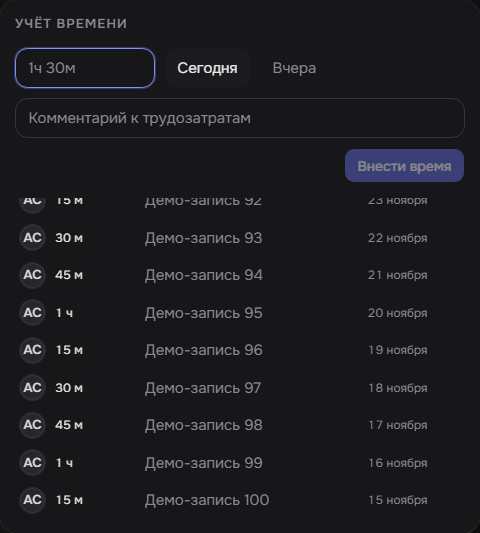 УЧЁТ ВРЕМЕНИ
1ч 30м Сегодня Вчера
Комментарий к трудозатратам
Внести время
АС 15 м Демо-запись 92 23 ноября
АС 30 м Демо-запись 93 22 ноября
АС 45 м Демо-запись 94 21 ноября
АС 1 ч Демо-запись 95 20 ноября
АС 15 м Демо-запись 96 19 ноября
АС 30 м Демо-запись 97 18 ноября
АС 45 м Демо-запись 98 17 ноября
АС 1 ч Демо-запись 99 16 ноября
АС 15 м Демо-запись 100 15 ноября